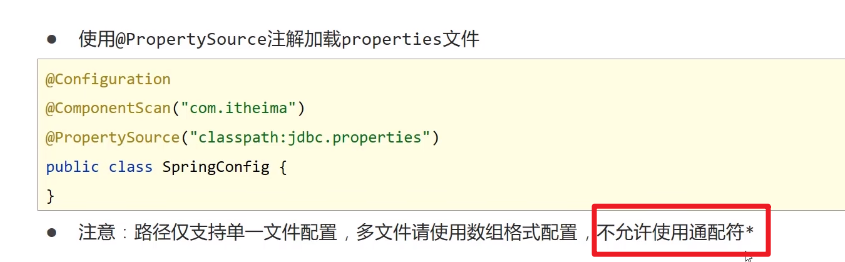 ● 使用@PropertySource注解加载properties文件
@Configuration
@ComponentScan("com.itheima")
@PropertySource("classpath:jdbc.properties")
public class SpringConfig {
}
● 注意：路径仅支持单一文件配置，多文件请使用数组格式配置，不允许使用通配符*